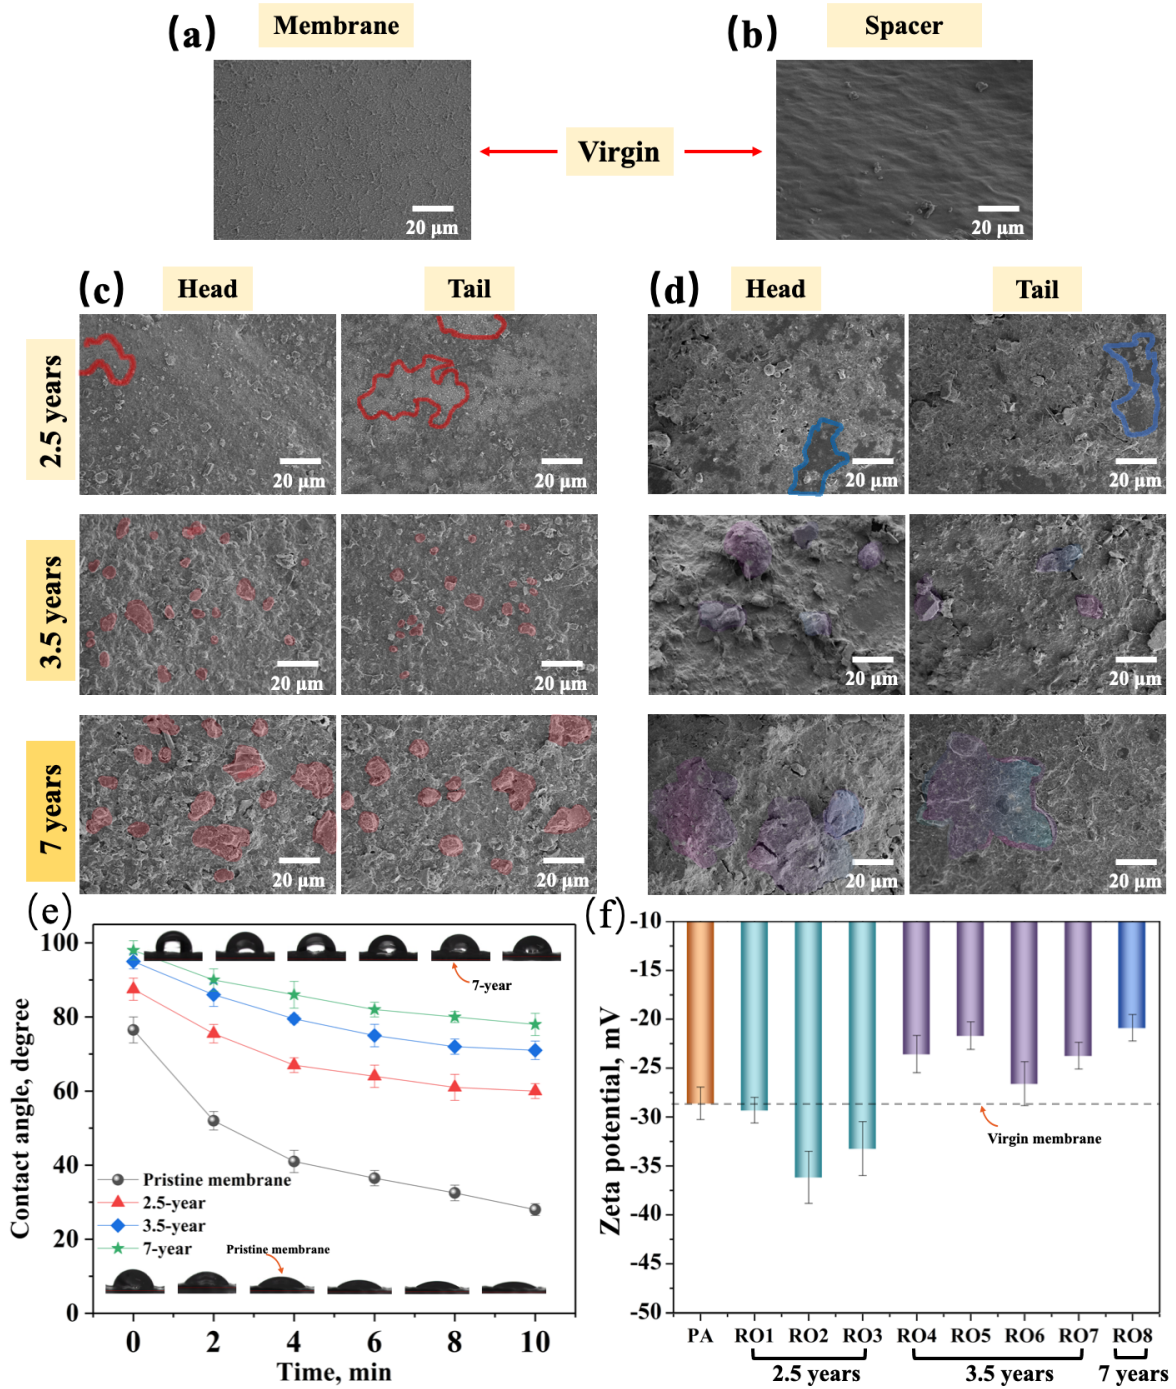 (a)
Membrane
(b)
Spacer
Virgin
20 μm
20 μm
(c)
Head
Tail
(d)
Head
Tail
2.5 years
20 μm
20 μm
20 μm
20 μm
3.5 years
20 μm
20 μm
20 μm
20 μm
7 years
20 μm
20 μm
20 μm
20 μm
(e)
Contact angle, degree
100
80
60
40
20
0
7-year
Pristine membrane
2.5-year
3.5-year
7-year
Pristine membrane
0 2 4 6 8 10
Time, min
(f)
Zeta potential, mV
-10
-15
-20
-25
-30
-35
-40
-45
-50
Virgin membrane
PA RO1 RO2 RO3 RO4 RO5 RO6 RO7 RO8
2.5 years 3.5 years 7 years